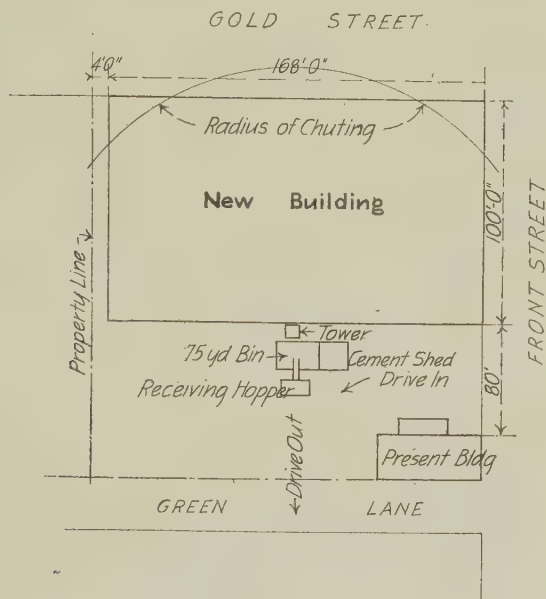 GOLD STREET.
4'0" 168'-0"
Radius of Chuting
New Building
100'-0"
FRONT STREET
Property Line
Tower
75 yd Bin
Cement Shed
Drive In
Receiving Hopper
80'
Drive Out
Present Bldg
GREEN LANE